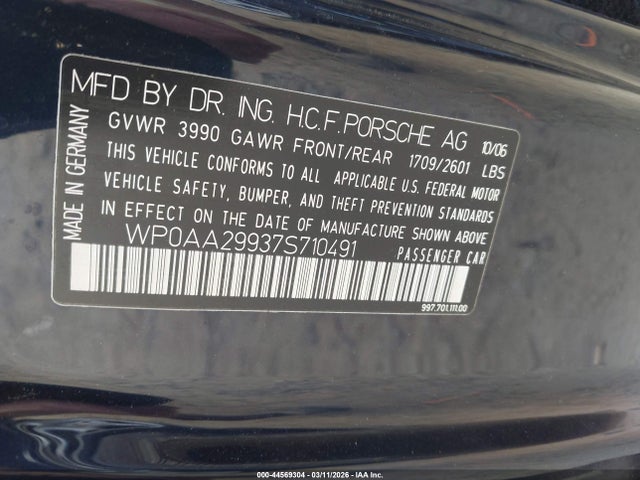 MFD BY DR. ING. H.C.F. PORSCHE AG 10/06
GVWR 3990 GAWR FRONT/REAR 1709/2601 LBS
THIS VEHICLE CONFORMS TO ALL APPLICABLE U.S. FEDERAL MOTOR
VEHICLE SAFETY, BUMPER, AND THEFT PREVENTION STANDARDS
IN EFFECT ON THE DATE OF MANUFACTURE SHOWN ABOVE.
WP0AA29937S710491 PASSENGER CAR
MADE IN GERMANY
997.701.111.00
000-44569304 | 03/11/2026 | IAA Inc.